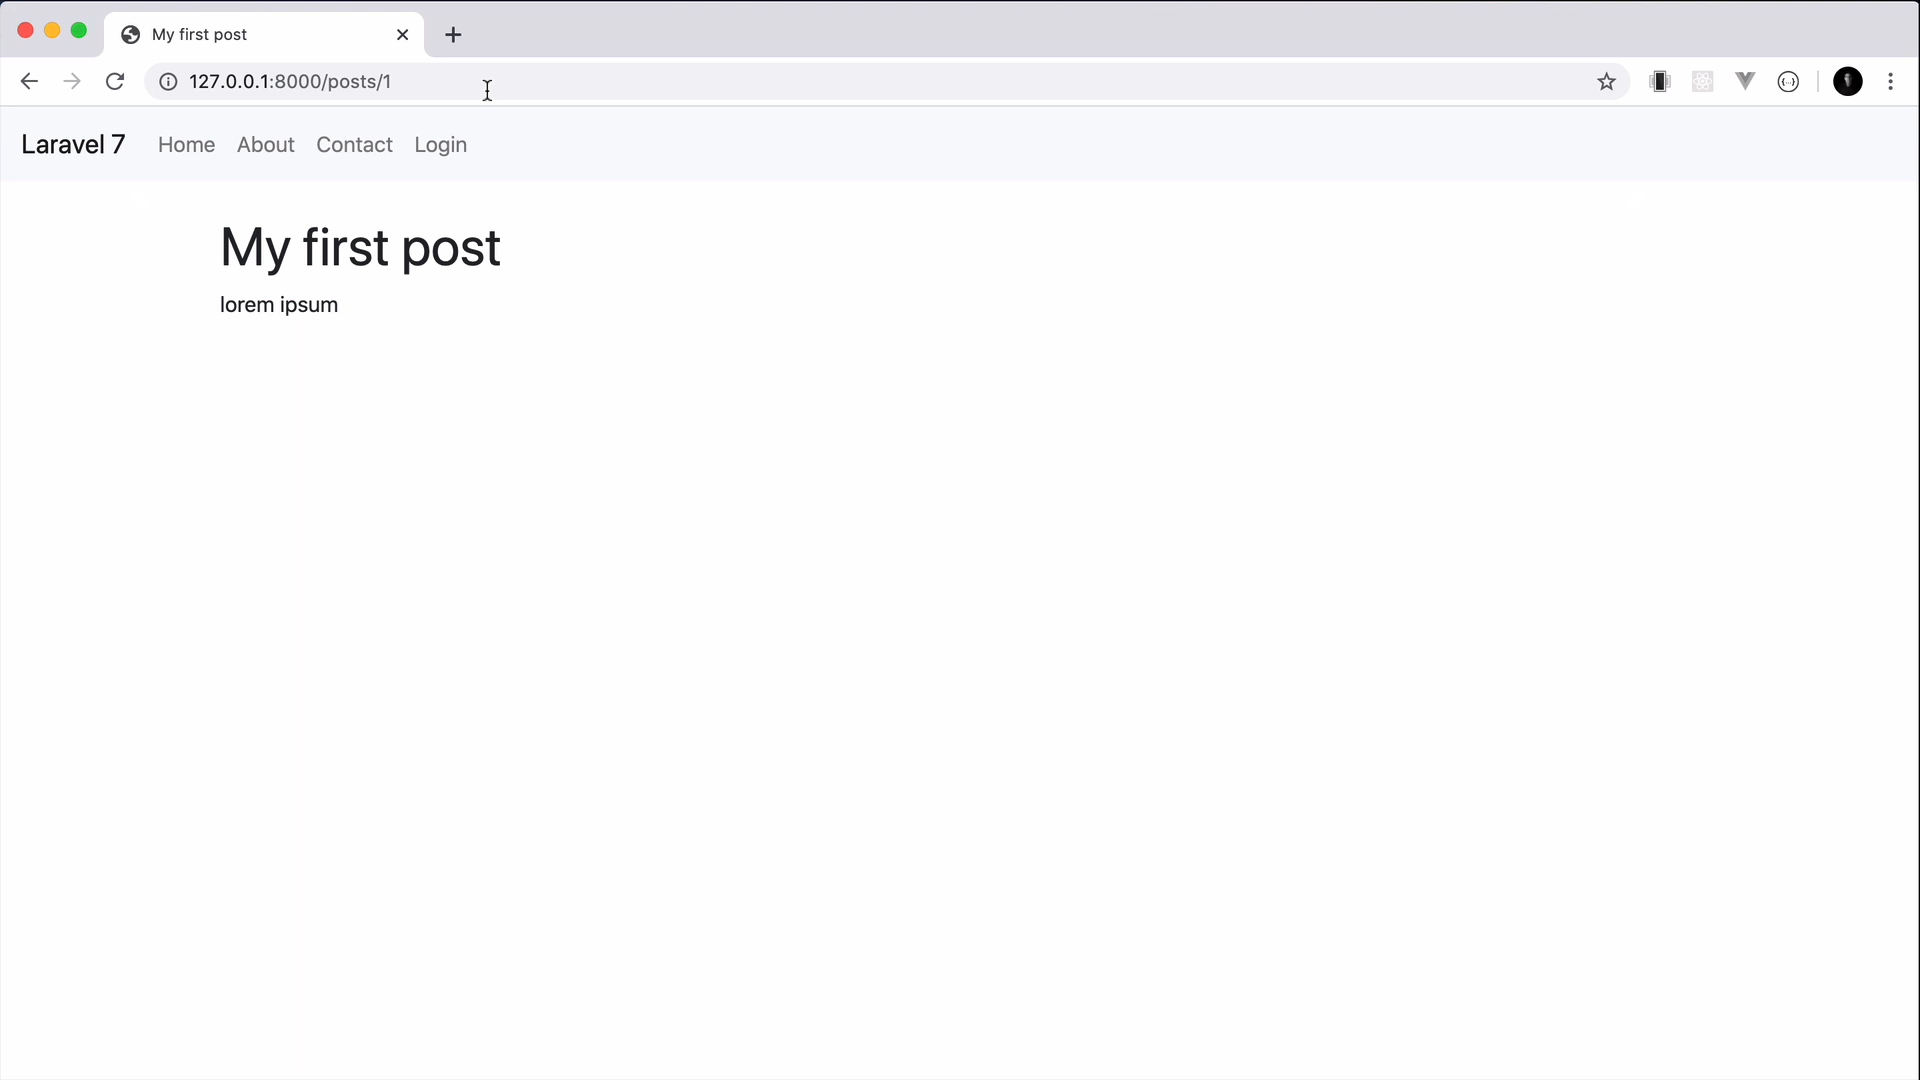 My first post
127.0.0.1:8000/posts/1
Laravel 7 Home About Contact Login
My first post
lorem ipsum